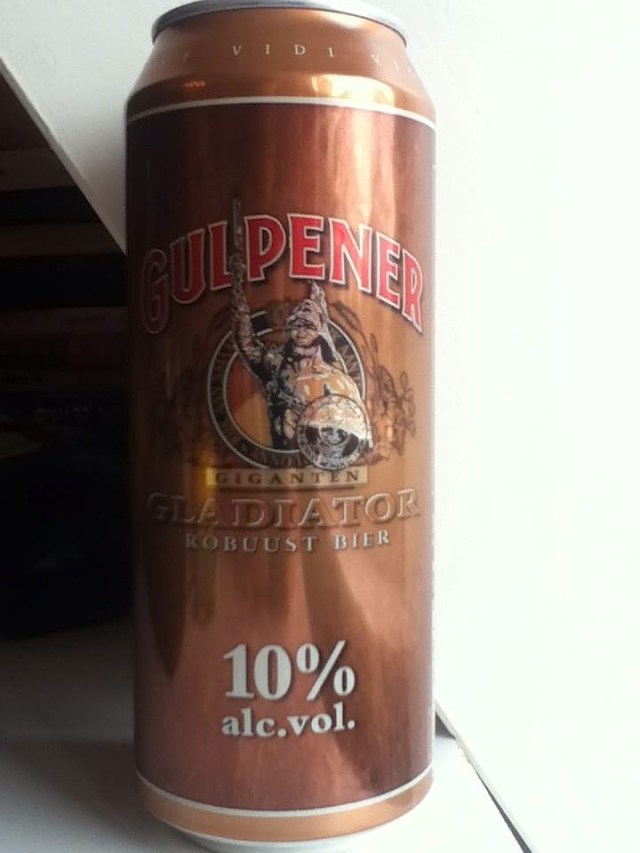 VIDI
GULPENER
GIGANTEN
GLADIATOR
ROBUUST BIER
10%
alc.vol.